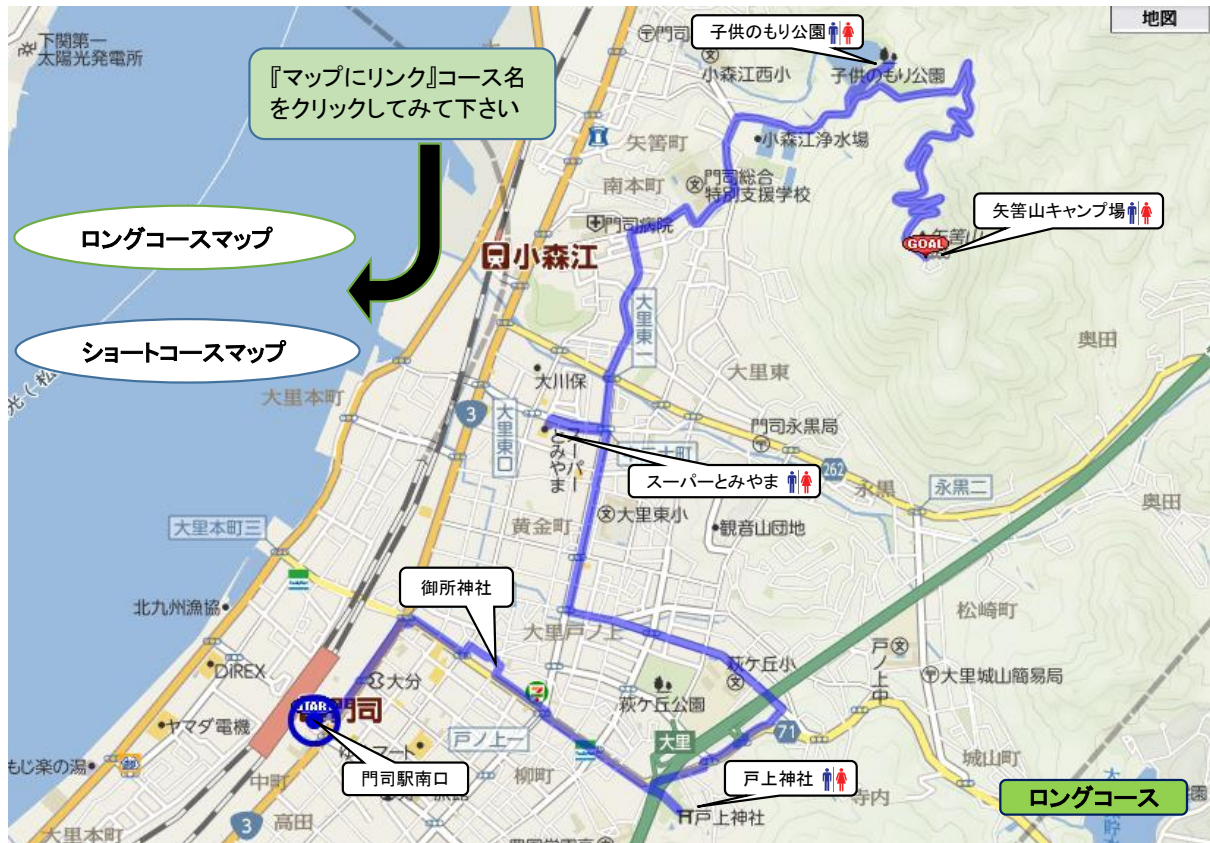 下関第一
太陽光発電所
『マップにリンク』コース名
をクリックしてみて下さい
門司
子供のもり公園
地図
小森江西小
子供のもり公園
矢筈町
小森江浄水場
南本町
門司総合
特別支援学校
門司病院
矢筈山キャンプ場
矢筈山
GOAL
ロングコースマップ
小森江
大里東一
ショートコースマップ
奥田
大里東
大川保
大里本町
3
大里東口
スーパー
とみやま
門司永黒局
262
スーパーとみやま
永黒
永黒二
奥田
大里本町三
黄金町
大里東小
観音山団地
御所神社
北九州漁協
大里戸ノ上
松崎町
萩ケ丘小
戸ノ上中
大里城山簡易局
DIREX
大分
萩ケ丘公園
START
門司
ヤマダ電機
戸ノ上一
大里
71
城山町
もじ楽の湯
中町
門司駅南口
柳町
戸上神社
寺内
ロングコース
3
高田
戸上神社
大里本町